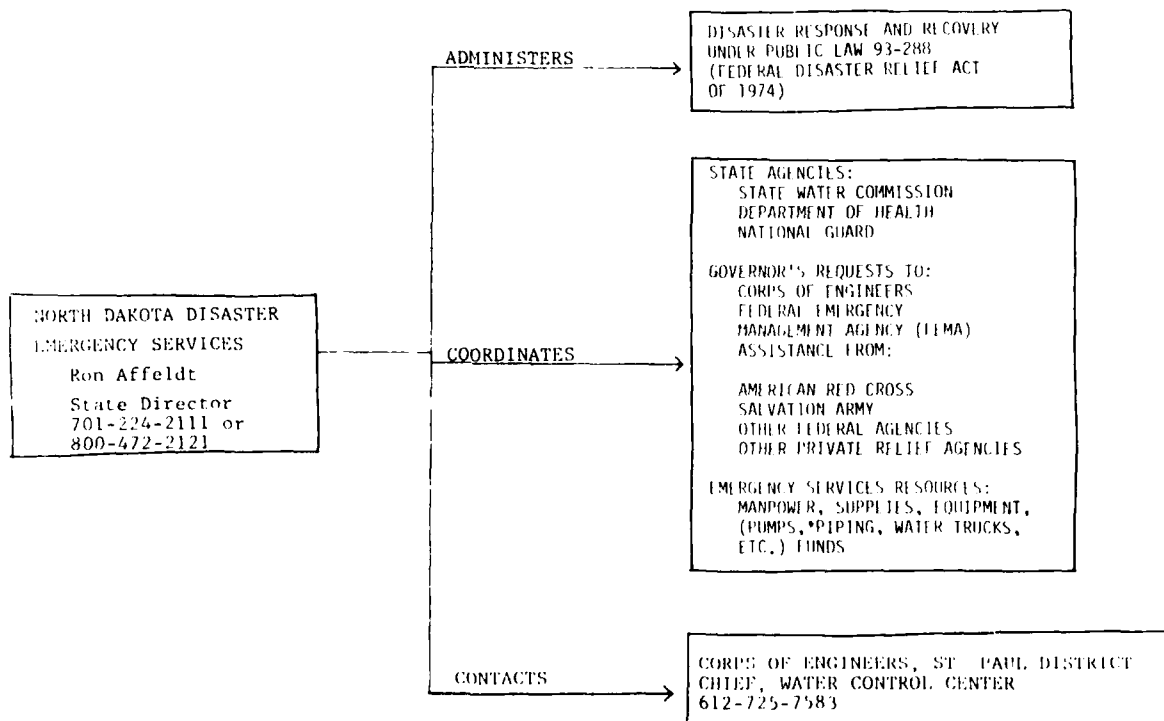 ADMINISTERS
DISASTER RESPONSE AND RECOVERY
UNDER PUBLIC LAW 93-288
(FEDERAL DISASTER RELIEF ACT
OF 1974)
NORTH DAKOTA DISASTER
EMERGENCY SERVICES
Ron Affeldt
State Director
701-224-2111 or
800-472-2121
COORDINATES
STATE AGENCIES:
STATE WATER COMMISSION
DEPARTMENT OF HEALTH
NATIONAL GUARD
GOVERNOR'S REQUESTS TO:
CORPS OF ENGINEERS
FEDERAL EMERGENCY
MANAGEMENT AGENCY (FEMA)
ASSISTANCE FROM:
AMERICAN RED CROSS
SALVATION ARMY
OTHER FEDERAL AGENCIES
OTHER PRIVATE RELIEF AGENCIES
EMERGENCY SERVICES RESOURCES:
MANPOWER, SUPPLIES, EQUIPMENT,
(PUMPS, PIPING, WATER TRUCKS,
ETC.) FUNDS
CONTACTS
CORPS OF ENGINEERS, ST PAUL DISTRICT
CHIEF, WATER CONTROL CENTER
612-725-7583